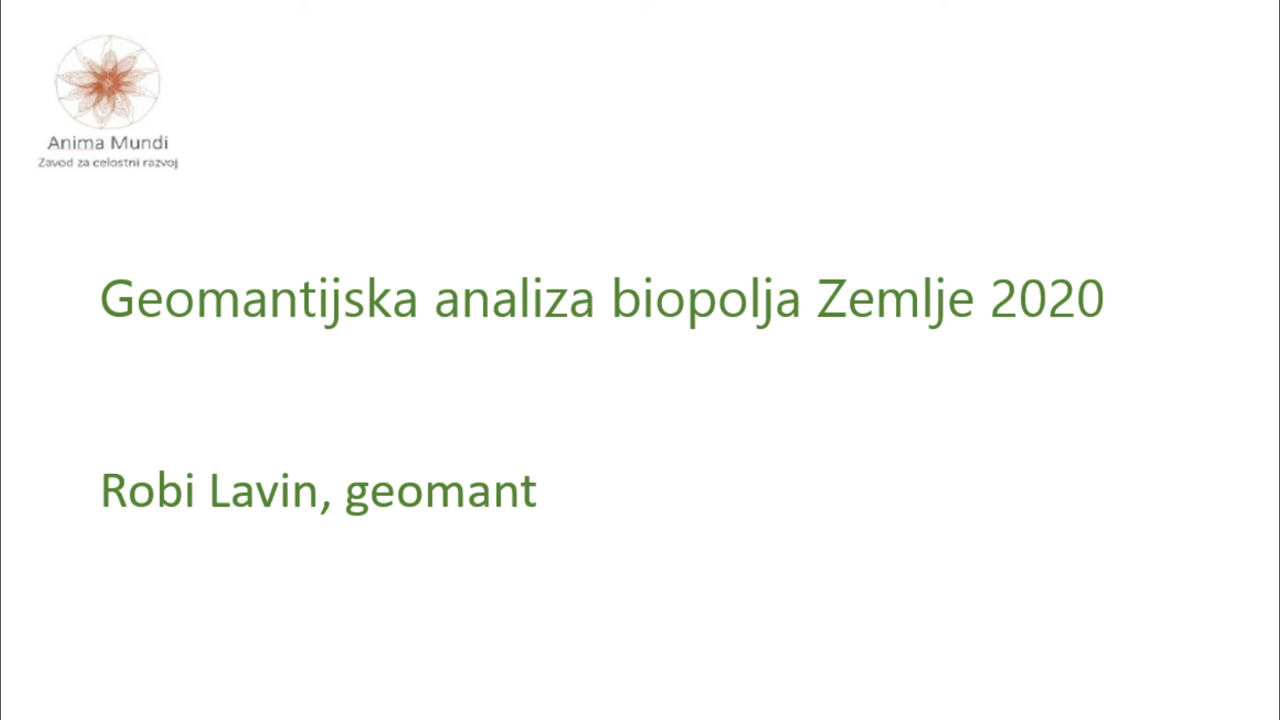 Anima Mundi
Zavod za celostni razvoj
Geomantijska analiza biopolja Zemlje 2020
Robi Lavin, geomant